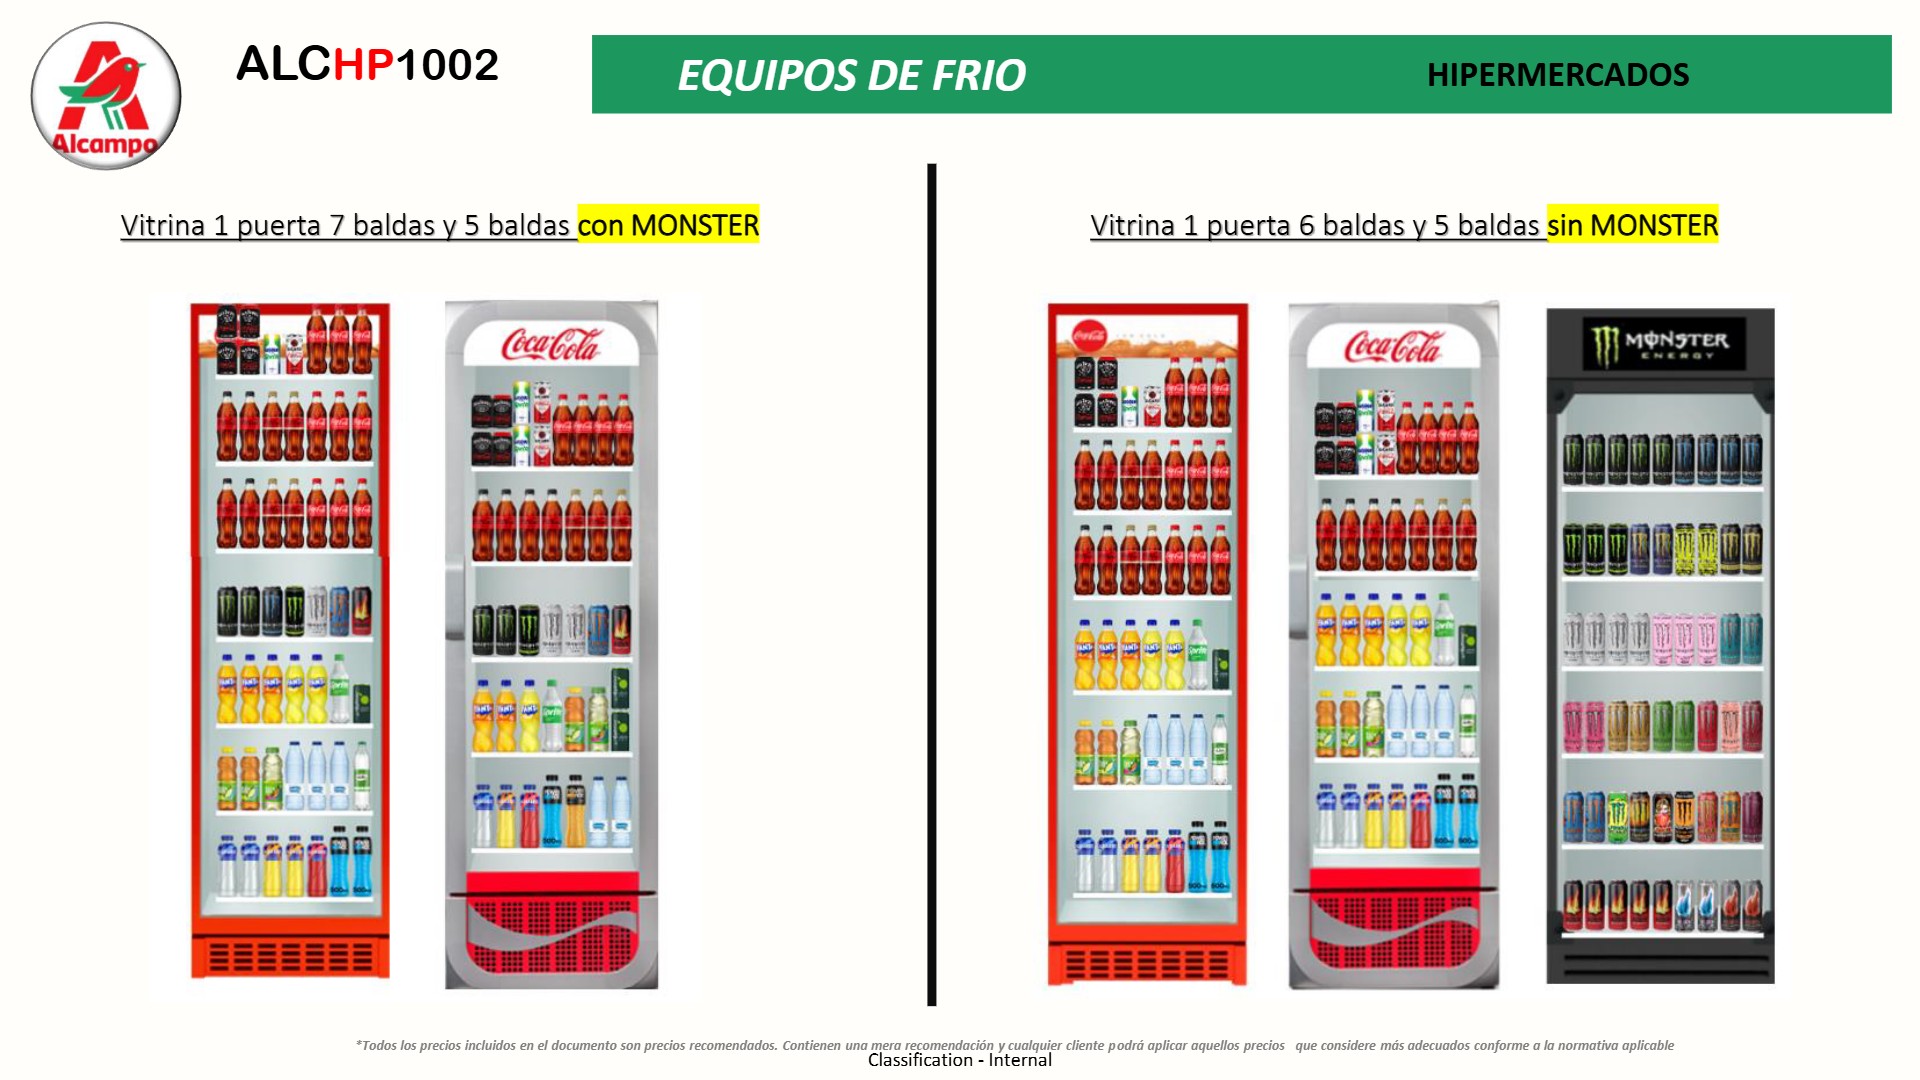 Alcampo
ALCHP1002
EQUIPOS DE FRIO
HIPERMERCADOS
Vitrina 1 puerta 7 baldas y 5 baldas con MONSTER
Vitrina 1 puerta 6 baldas y 5 baldas sin MONSTER
Coca-Cola
Coca-Cola
Coca-Cola
MONSTER
ENERGY
*Todos los precios incluidos en el documento son precios recomendados. Contienen una mera recomendación y cualquier cliente podrá aplicar aquellos precios que considere más adecuados conforme a la normativa aplicable
Classification - Internal